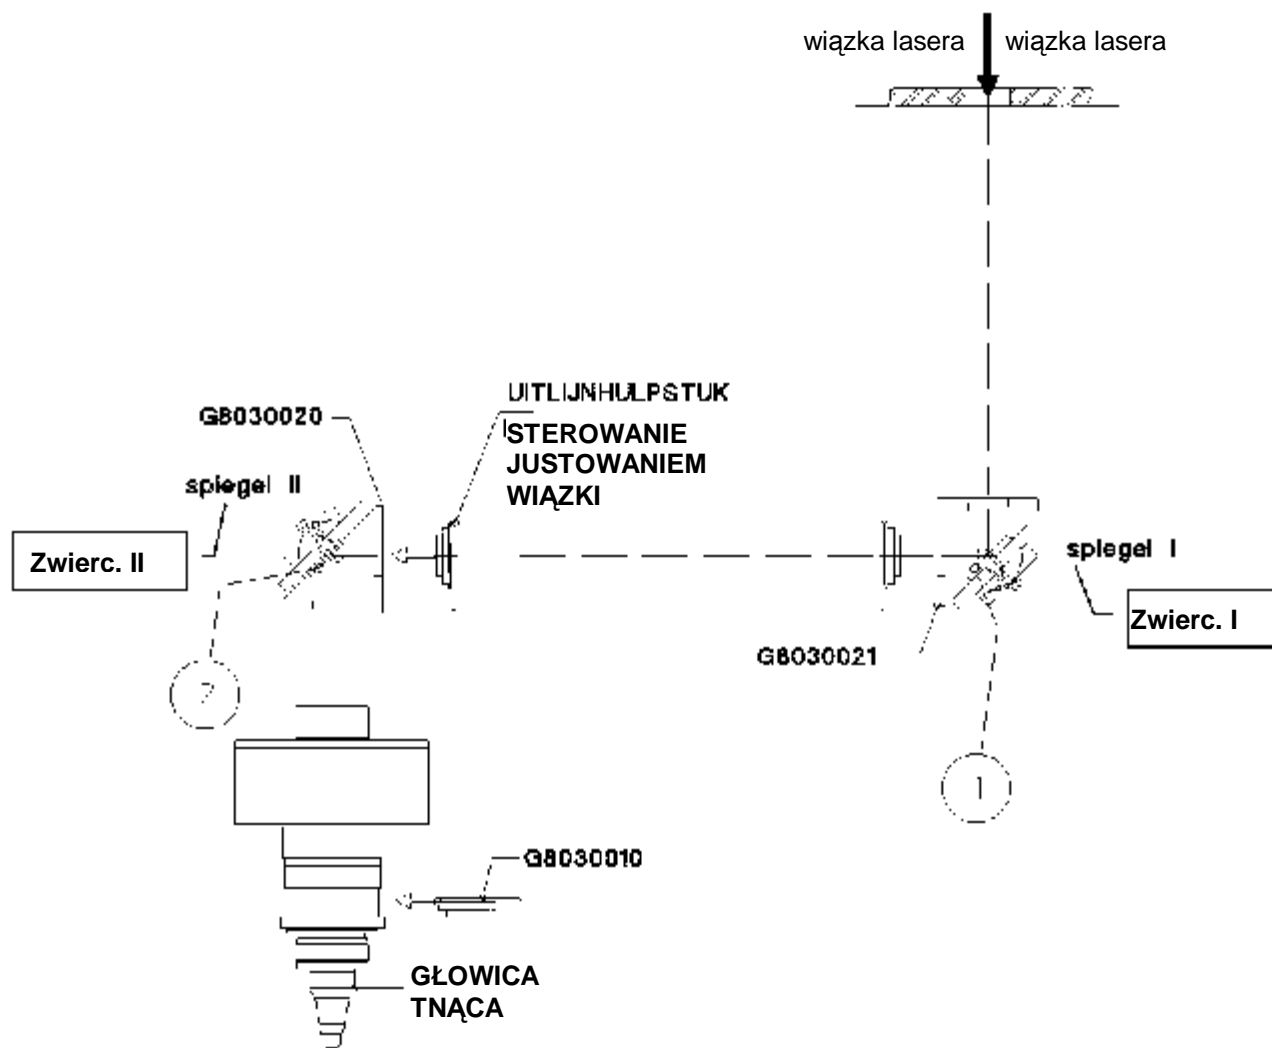 wiązka lasera wiązka lasera
UITLIJNHULPSTUK
G8030020
STEROWANIE
JUSTOWANIEM
WIĄZKI
spiegel II
Zwierc. II
spiegel I
Zwierc. I
G8030021
2
1
G8030010
GŁOWICA
TNĄCA